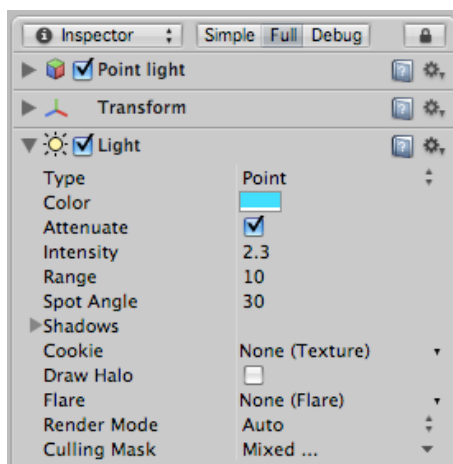 Inspector Simple Full Debug
Point light
Transform
Light
Type Point
Color
Attenuate
Intensity 2.3
Range 10
Spot Angle 30
Shadows
Cookie None (Texture)
Draw Halo
Flare None (Flare)
Render Mode Auto
Culling Mask Mixed ...